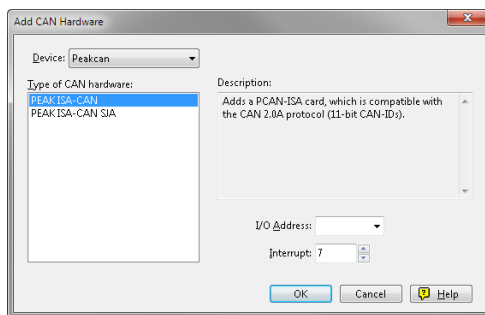 Add CAN Hardware
Device: Peakcan
Type of CAN hardware:
PEAK ISA-CAN
PEAK ISA-CAN SJA
Description:
Adds a PCAN-ISA card, which is compatible with
the CAN 2.0A protocol (11-bit CAN-IDs).
I/O Address:
Interrupt: 7
OK Cancel Help